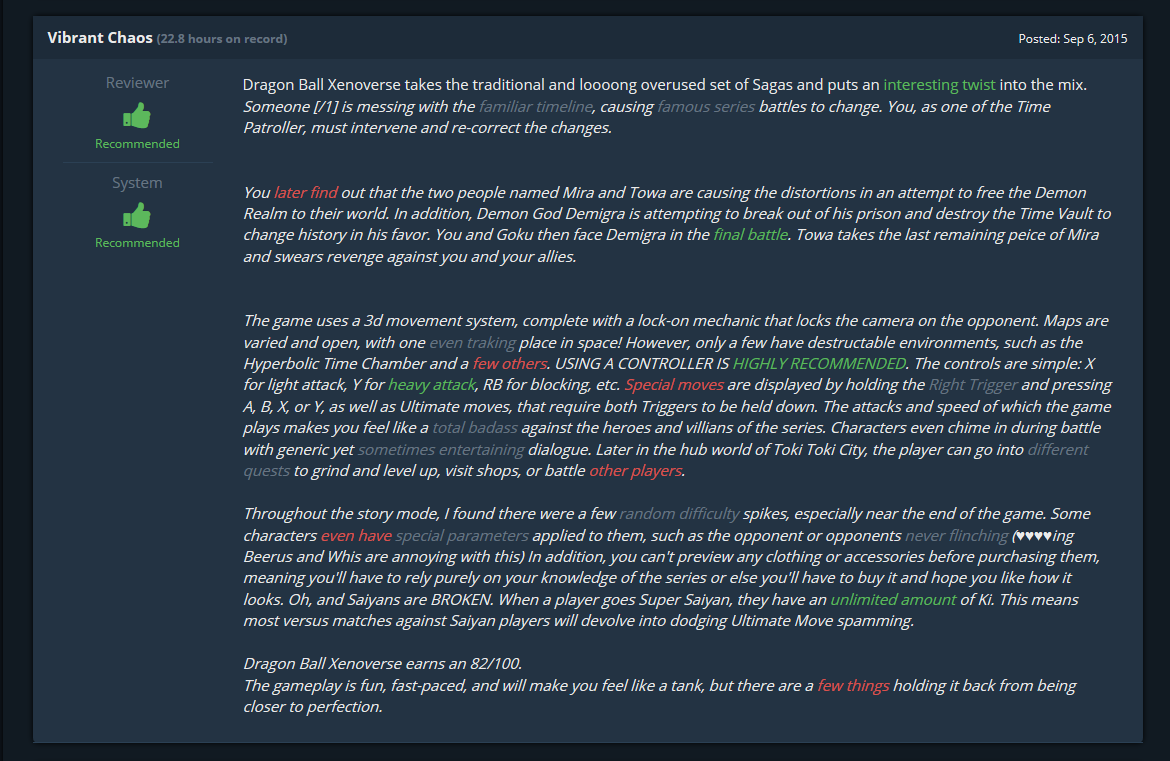 Vibrant Chaos (22.8 hours on record)
Posted: Sep 6, 2015
Reviewer
Recommended
System
Recommended
Dragon Ball Xenoverse takes the traditional and loooong overused set of Sagas and puts an interesting twist into the mix.
Someone [/1] is messing with the familiar timeline, causing famous series battles to change. You, as one of the Time
Patroller, must intervene and re-correct the changes.
You later find out that the two people named Mira and Towa are causing the distortions in an attempt to free the Demon
Realm to their world. In addition, Demon God Demigra is attempting to break out of his prison and destroy the Time Vault to
change history in his favor. You and Goku then face Demigra in the final battle. Towa takes the last remaining peice of Mira
and swears revenge against you and your allies.
The game uses a 3d movement system, complete with a lock-on mechanic that locks the camera on the opponent. Maps are
varied and open, with one even traking place in space! However, only a few have destructable environments, such as the
Hyperbolic Time Chamber and a few others. USING A CONTROLLER IS HIGHLY RECOMMENDED. The controls are simple: X
for light attack, Y for heavy attack, RB for blocking, etc. Special moves are displayed by holding the Right Trigger and pressing
A, B, X, or Y, as well as Ultimate moves, that require both Triggers to be held down. The attacks and speed of which the game
plays makes you feel like a total badass against the heroes and villians of the series. Characters even chime in during battle
with generic yet sometimes entertaining dialogue. Later in the hub world of Toki Toki City, the player can go into different
quests to grind and level up, visit shops, or battle other players.
Throughout the story mode, I found there were a few random difficulty spikes, especially near the end of the game. Some
characters even have special parameters applied to them, such as the opponent or opponents never flinching (♥♥♥♥ing
Beerus and Whis are annoying with this) In addition, you can't preview any clothing or accessories before purchasing them,
meaning you'll have to rely purely on your knowledge of the series or else you'll have to buy it and hope you like how it
looks. Oh, and Saiyans are BROKEN. When a player goes Super Saiyan, they have an unlimited amount of Ki. This means
most versus matches against Saiyan players will devolve into dodging Ultimate Move spamming.
Dragon Ball Xenoverse earns an 82/100.
The gameplay is fun, fast-paced, and will make you feel like a tank, but there are a few things holding it back from being
closer to perfection.